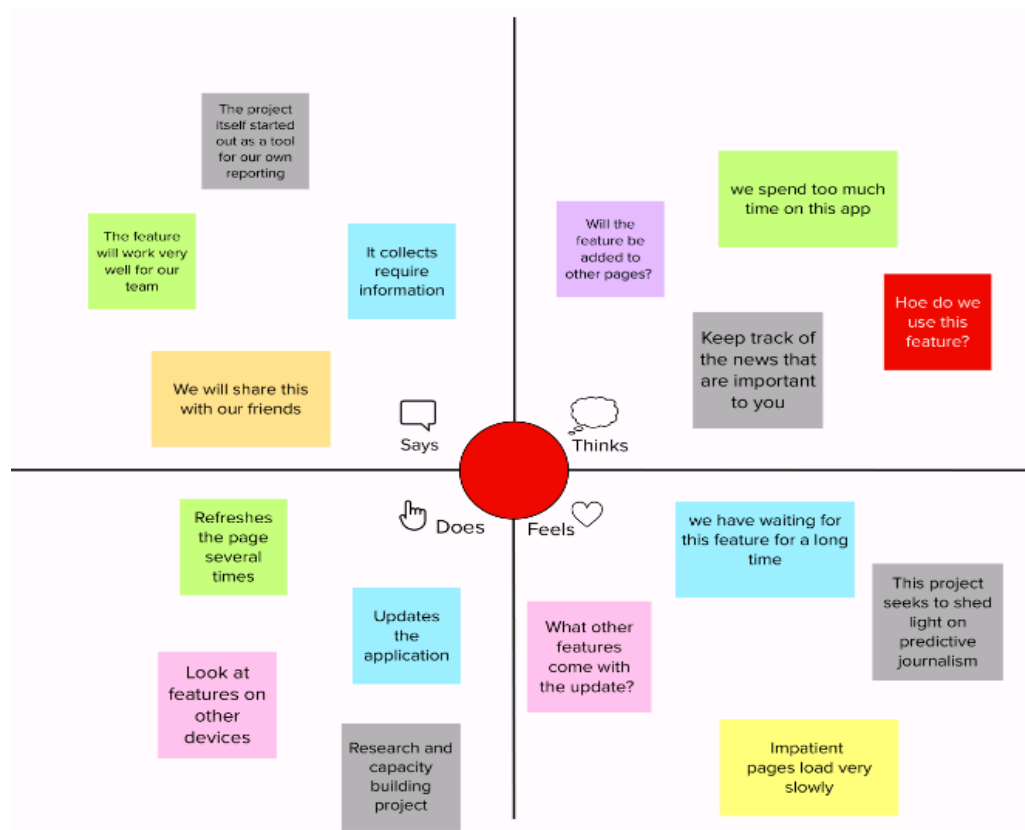 The project
itself started
out as a tool
for our own
reporting
The feature
will work very
well for our
team
It collects
require
information
We will share this
with our friends
Says
we spend too much
time on this app
Will the
feature be
added to
other pages?
Hoe do we
use this
feature?
Keep track of
the news that
are important
to you
Thinks
Refreshes
the page
several
times
Does
Updates
the
application
Look at
features on
other
devices
Research and
capacity
building
project
Feels
we have waiting for
this feature for a long
time
This project
seeks to shed
light on
predictive
journalism
What other
features
come with
the update?
Impatient
pages load very
slowly